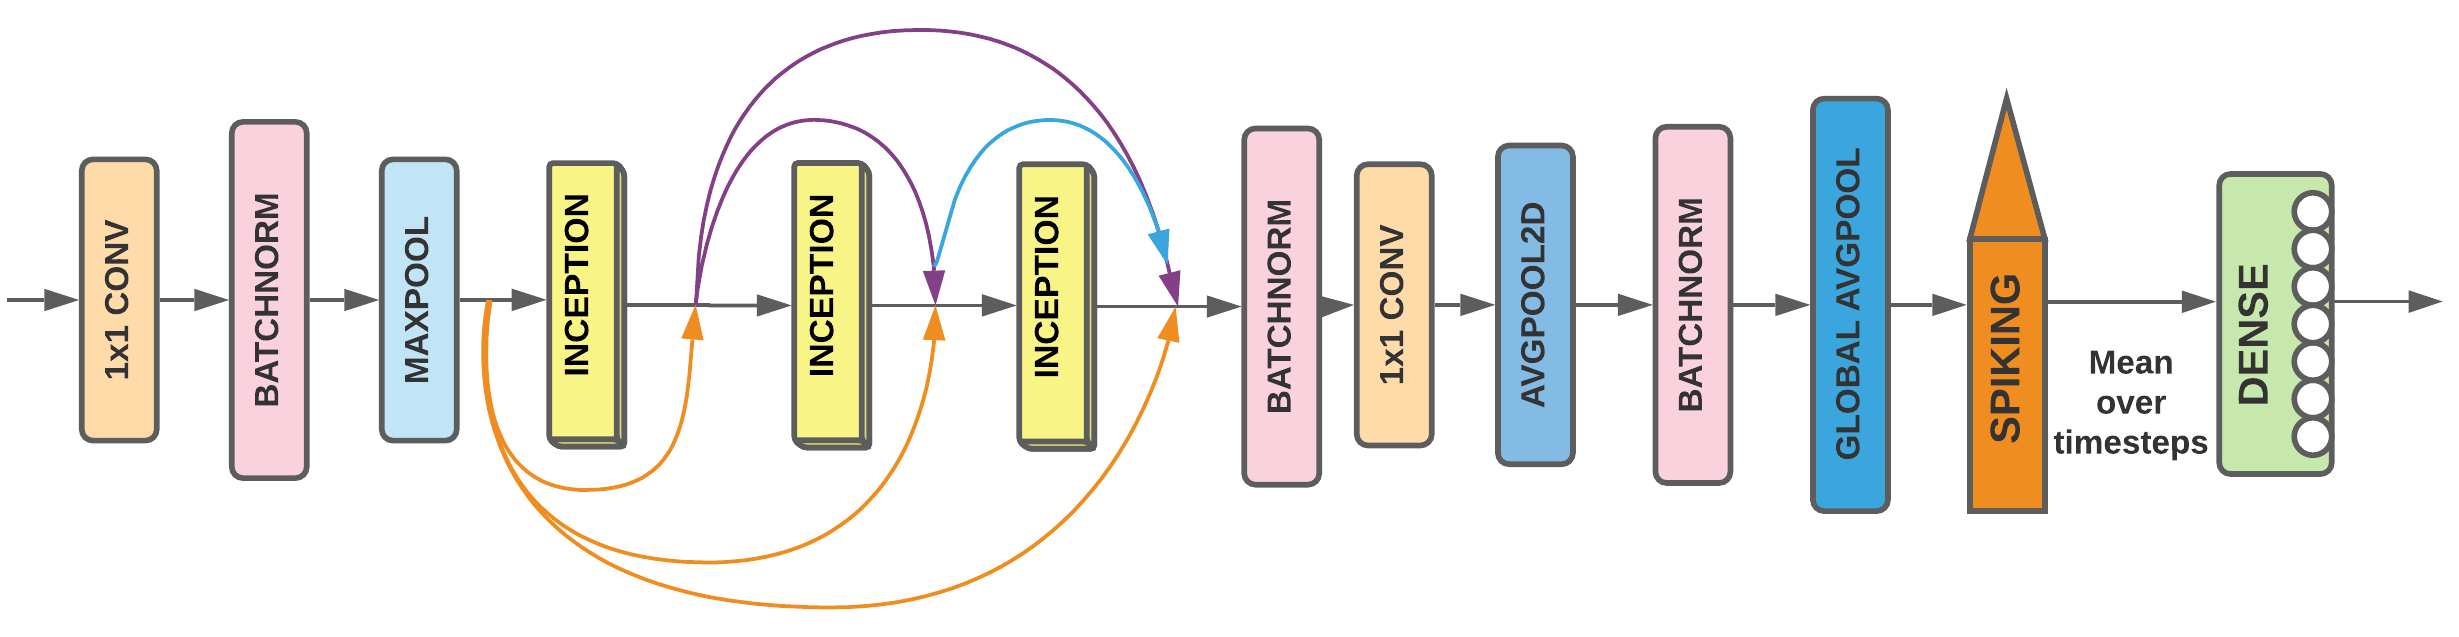 1x1 CONV
BATCHNORM
MAXPOOL
INCEPTION
INCEPTION
INCEPTION
BATCHNORM
1x1 CONV
AVGPOOL2D
BATCHNORM
GLOBAL AVGPOOL
SPIKING
Mean
over
timesteps
DENSE